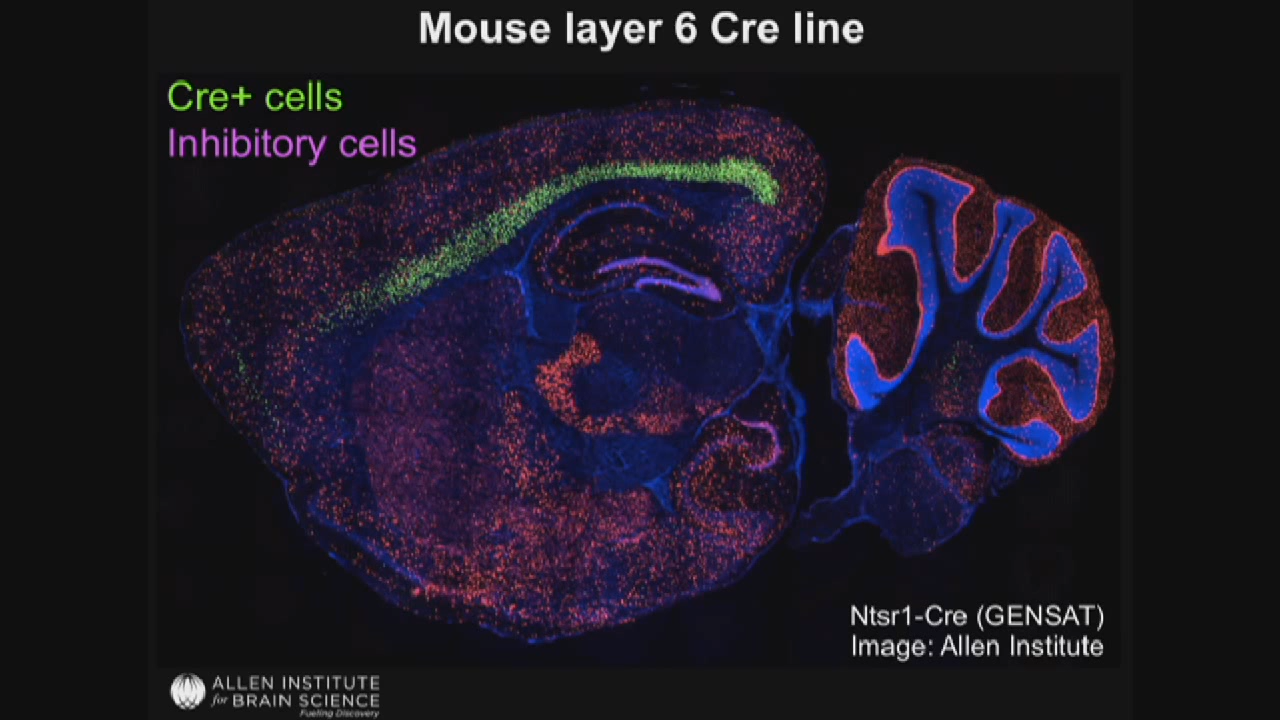 Mouse layer 6 Cre line
Cre+ cells
Inhibitory cells
Ntsr1-Cre (GENSAT)
Image: Allen Institute
ALLEN INSTITUTE
for BRAIN SCIENCE
Fueling Discovery